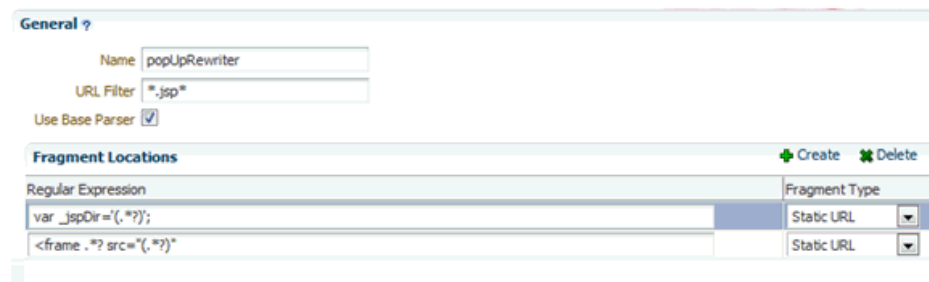 General ?
Name popUpRewriter
URL Filter *.jsp*
Use Base Parser
Fragment Locations Create Delete
Regular Expression Fragment Type
var _jspDir='(.*?)'; Static URL
<frame .*? src="(.*?)" Static URL